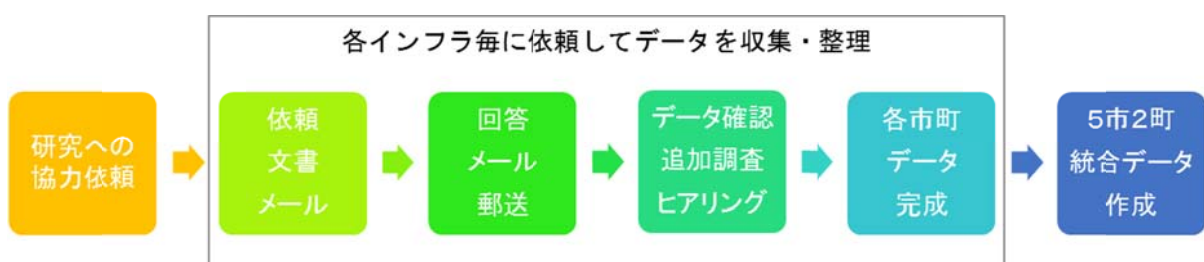 各インフラ毎に依頼してデータを収集・整理
研究への
協力依頼
依頼
文書
メール
回答
メール
郵送
データ確認
追加調査
ヒアリング
各市町
データ
完成
5市2町
統合データ
作成